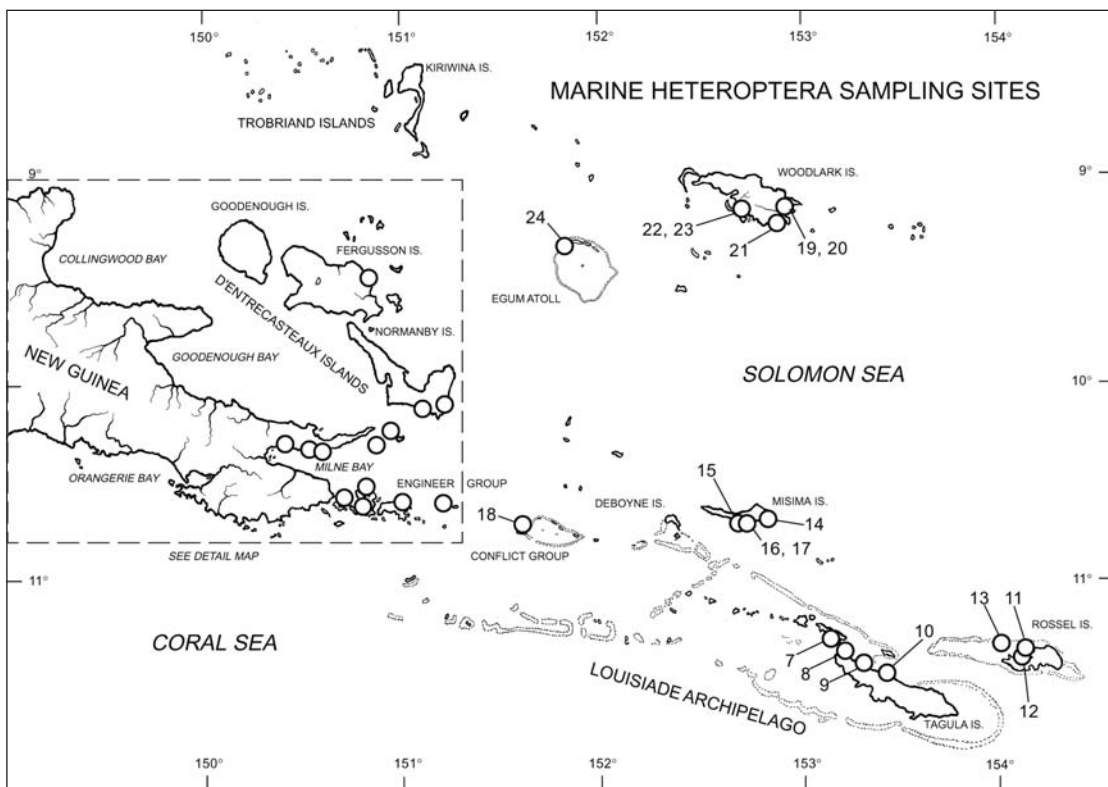 150°
151°
152°
153°
154°
KIRIWINA IS.
MARINE HETEROPTERA SAMPLING SITES
TROBRIAND ISLANDS
9°
9°
WOODLARK IS.
GOODENOUGH IS.
24
22, 23
21
19, 20
FERGUSSON IS.
COLLINGWOOD BAY
EGUM ATOLL
D'ENTRECASTEAUX ISLANDS
NORMANBY IS.
GOODENOUGH BAY
NEW GUINEA
SOLOMON SEA
10°
MILNE BAY
ORANGERIE BAY
ENGINEER GROUP
15
DEBOYNE IS.
MISIMA IS.
18
14
16, 17
SEE DETAIL MAP
CONFLICT GROUP
11°
11°
13
11
ROSSEL IS.
10
CORAL SEA
7
8
9
12
LOUISIADE ARCHIPELAGO
TAGULA IS.
150°
151°
152°
153°
154°